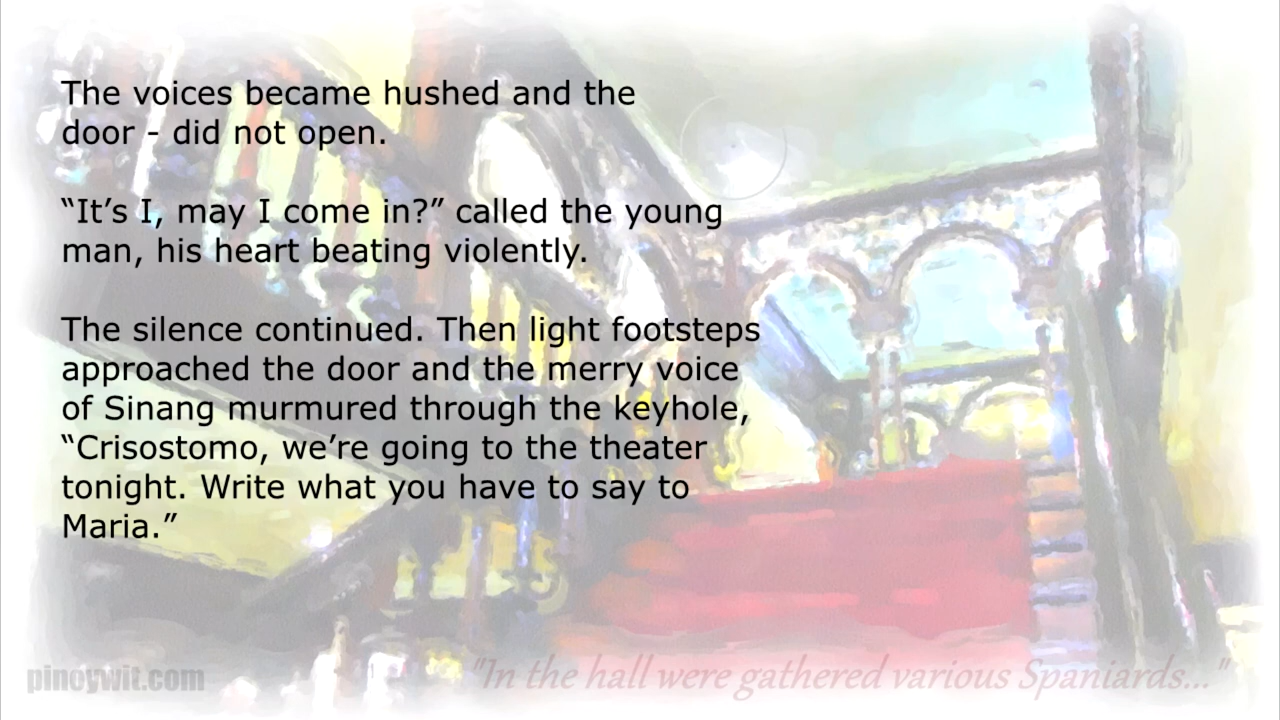 The voices became hushed and the
door - did not open.
“It’s I, may I come in?” called the young
man, his heart beating violently.
The silence continued. Then light footsteps
approached the door and the merry voice
of Sinang murmured through the keyhole,
“Crisostomo, we’re going to the theater
tonight. Write what you have to say to
Maria.”
pinoywit.com
"In the hall were gathered various Spaniards..."